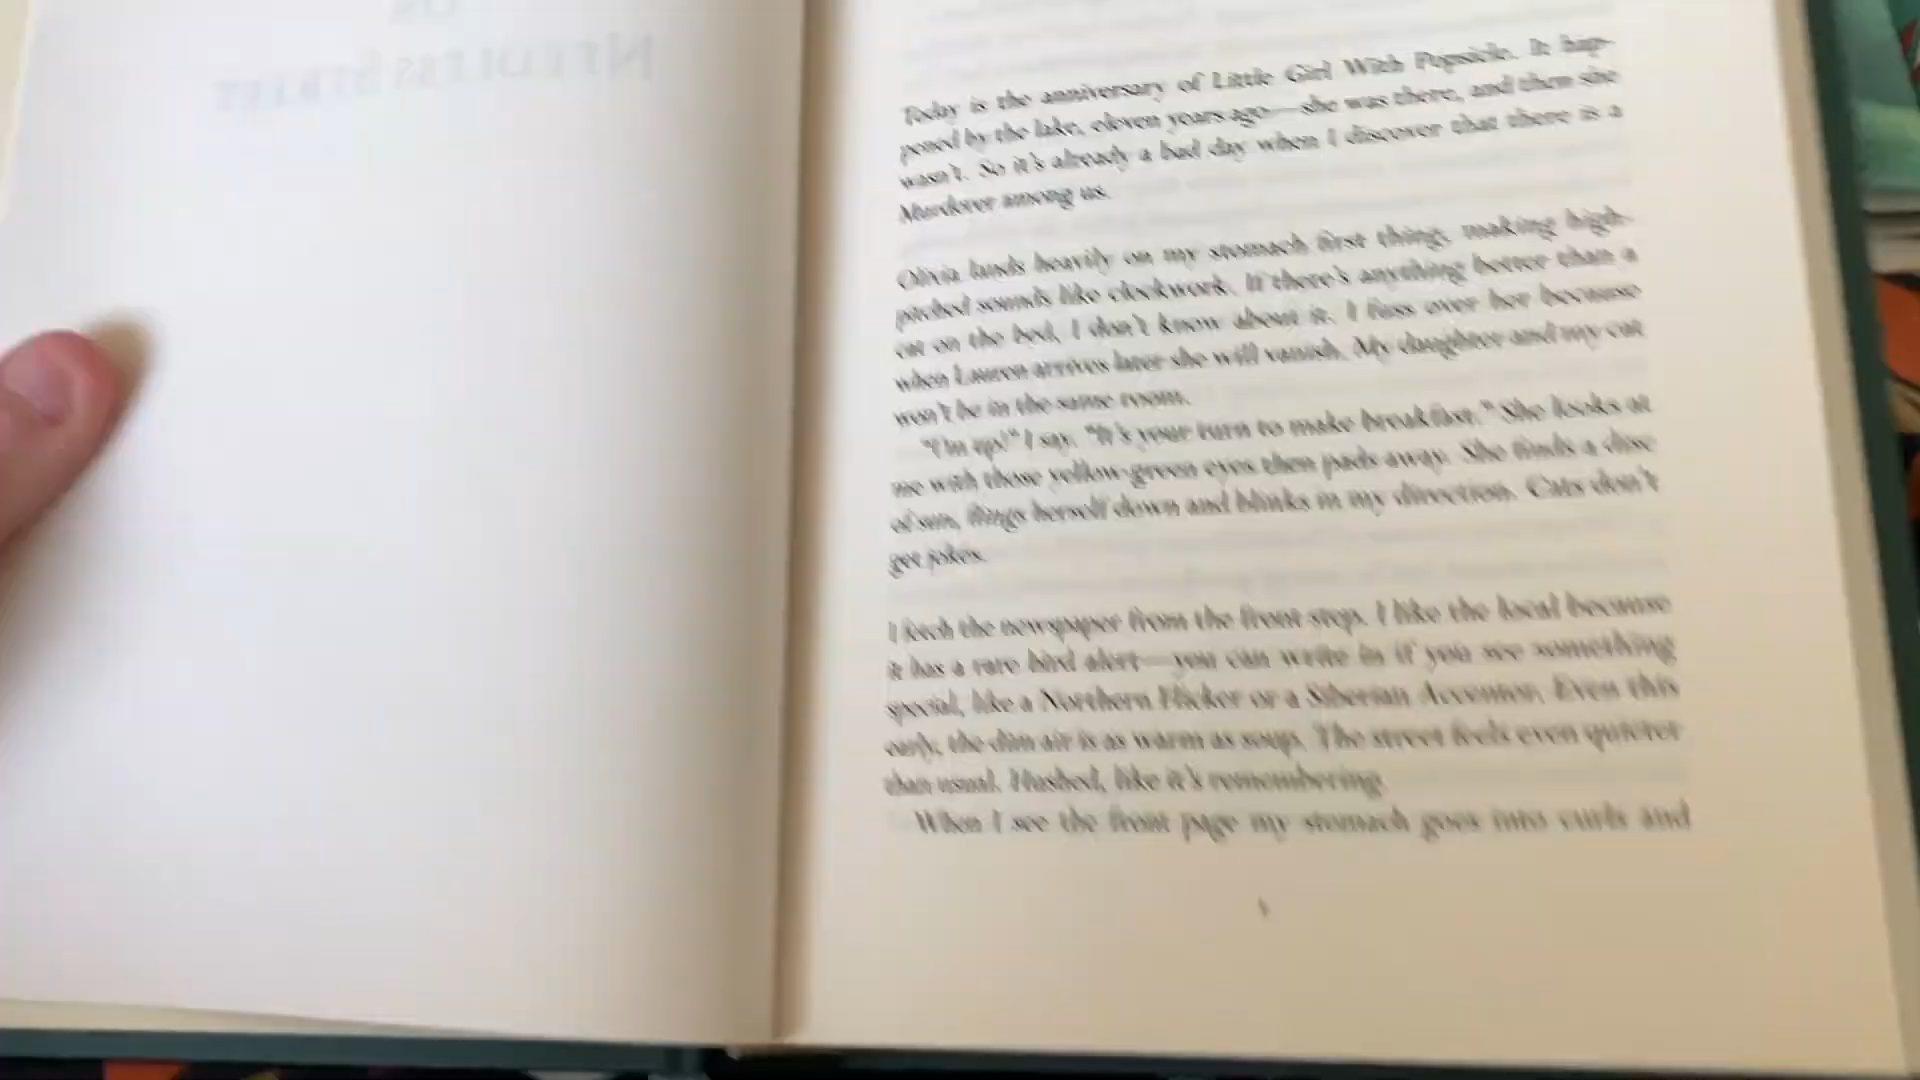 ON
NEEDLESS STREET
Today is the anniversary of Little Girl With Popsicle. It hap-
pened by the lake, eleven years ago—she was there, and then she
wasn't. So it's already a bad day when I discover that there is a
Murderer among us.
Olivia lands heavily on my stomach first thing, making high-
pitched sounds like clockwork. If there's anything better than a
cat on the bed, I don't know about it. I fuss over her because
when Lauren arrives later she will vanish. My daughter and my cat
won't be in the same room.
"I'm up!" I say. "It's your turn to make breakfast." She looks at
me with those yellow-green eyes then pads away. She finds a disc
of sun, flings herself down and blinks in my direction. Cats don't
get jokes.
I fetch the newspaper from the front step. I like the local because
it has a rare bird alert—you can write in if you see something
special, like a Northern Flicker or a Siberian Accentor. Even this
early, the dim air is as warm as soup. The street feels even quieter
than usual. Hushed, like it's remembering.
When I see the front page my stomach goes into curls and